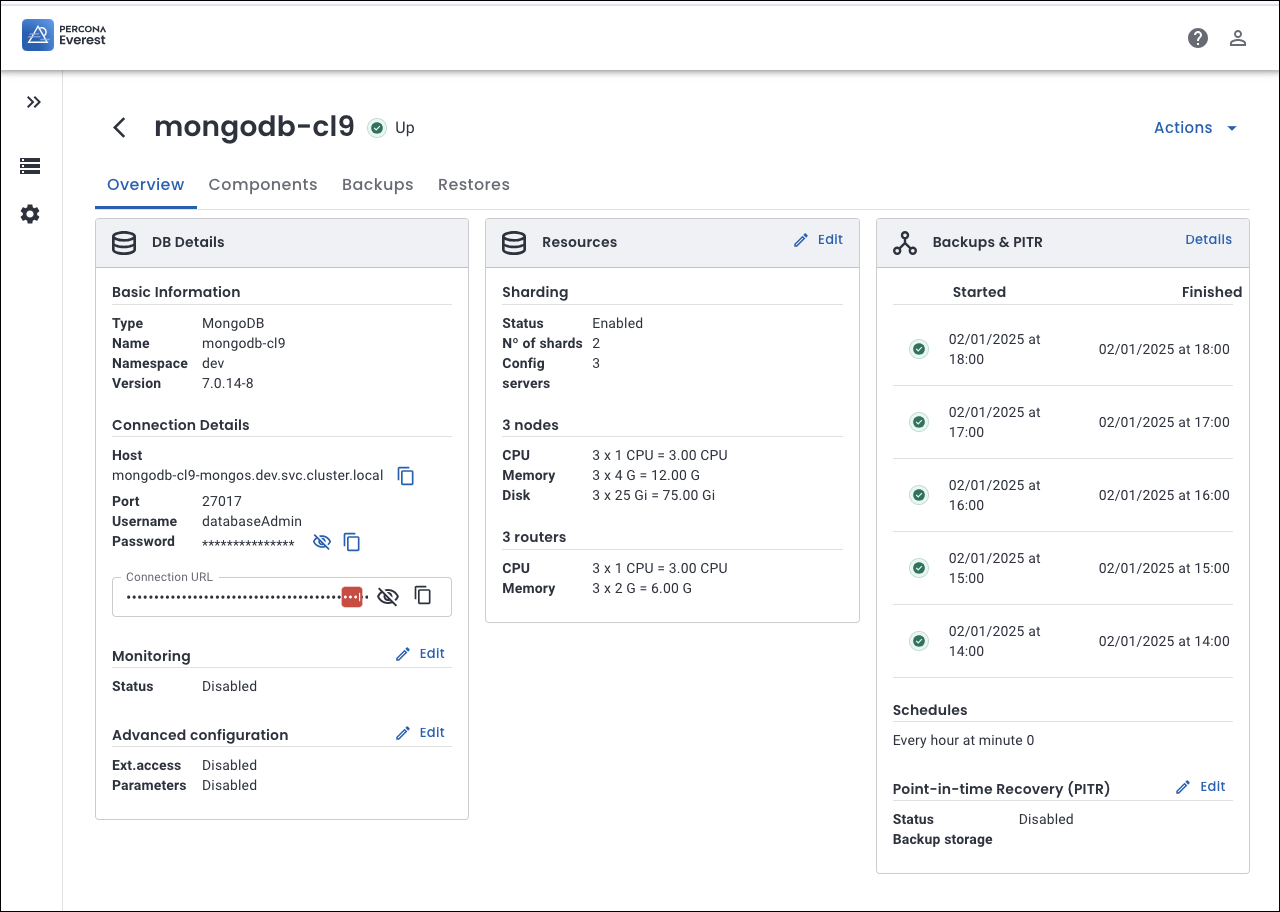 PERCONA
Everest
mongodb-cl9
Up
Actions
Overview
Components
Backups
Restores
DB Details
Basic Information
Type MongoDB
Name mongodb-cl9
Namespace dev
Version 7.0.14-8
Connection Details
Host
mongodb-cl9-mongos.dev.svc.cluster.local
Port 27017
Username databaseAdmin
Password ***************
Connection URL
Monitoring Edit
Status Disabled
Advanced configuration Edit
Ext.access Disabled
Parameters Disabled
Resources Edit
Sharding
Status Enabled
Nº of shards 2
Config 3
servers
3 nodes
CPU 3 x 1 CPU = 3.00 CPU
Memory 3 x 4 G = 12.00 G
Disk 3 x 25 Gi = 75.00 Gi
3 routers
CPU 3 x 1 CPU = 3.00 CPU
Memory 3 x 2 G = 6.00 G
Backups & PITR Details
Started Finished
02/01/2025 at
18:00
02/01/2025 at 18:00
02/01/2025 at
17:00
02/01/2025 at 17:00
02/01/2025 at
16:00
02/01/2025 at 16:00
02/01/2025 at
15:00
02/01/2025 at 15:00
02/01/2025 at
14:00
02/01/2025 at 14:00
Schedules
Every hour at minute 0
Point-in-time Recovery (PITR) Edit
Status Disabled
Backup storage